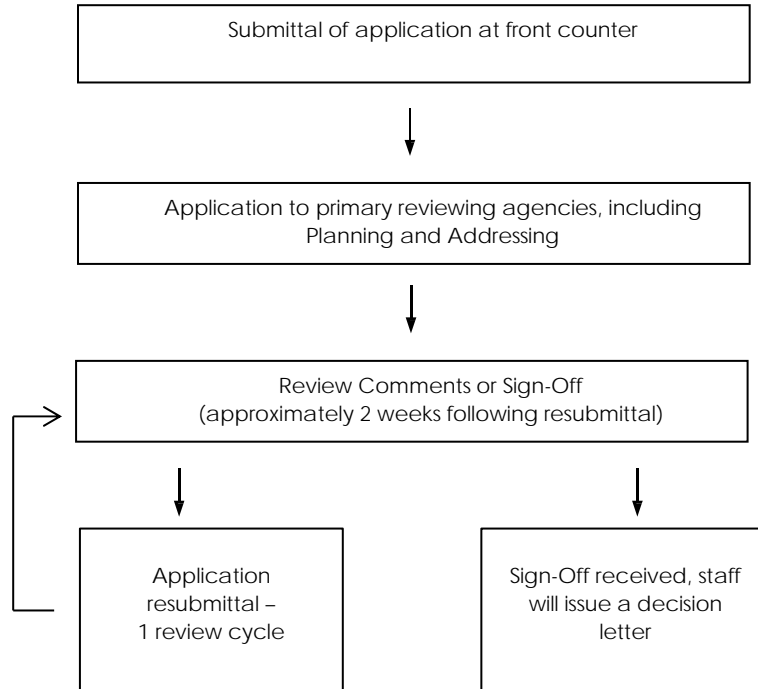 Submittal of application at front counter
Application to primary reviewing agencies, including
Planning and Addressing
Review Comments or Sign-Off
(approximately 2 weeks following resubmittal)
Application
resubmittal –
1 review cycle
Sign-Off received, staff
will issue a decision
letter